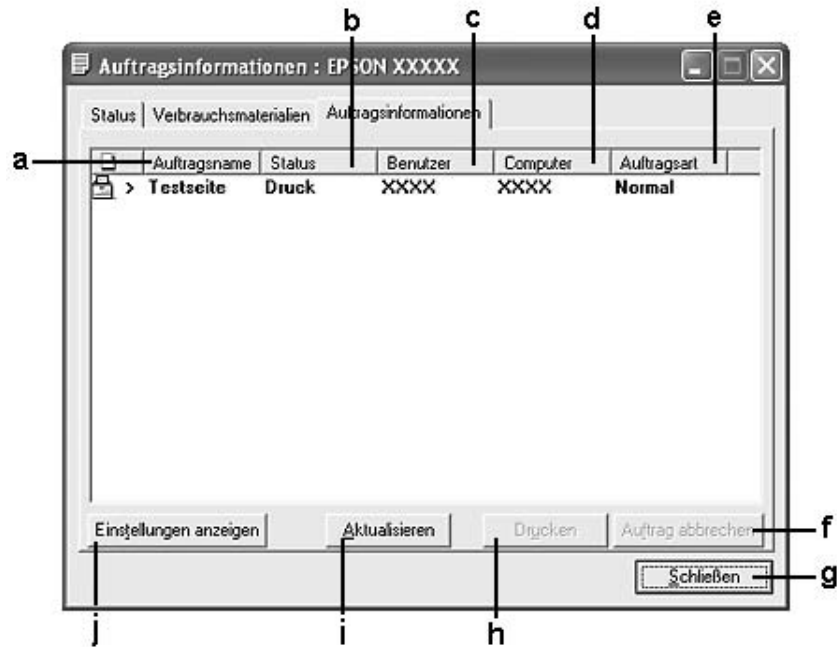 b c d e
Auftragsinformationen : EPSON XXXXX
Status Verbrauchsmaterialien Auftragsinformationen
a Auftragsname Status Benutzer Computer Auftragsart
> Testseite Druck XXXX XXXX Normal
Einstellungen anzeigen Aktualisieren Drucken Auftrag abbrechen f
Schließen g
j i h